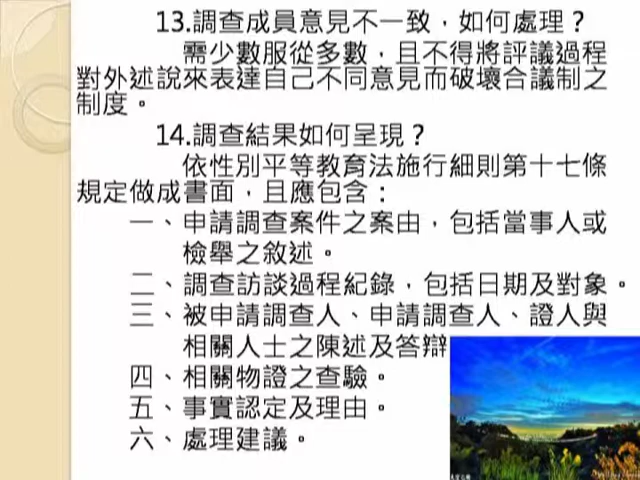 13.調查成員意見不一致，如何處理？
需少數服從多數，且不得將評議過程
對外述說來表達自己不同意見而破壞合議制之
制度。
14.調查結果如何呈現？
依性別平等教育法施行細則第十七條
規定做成書面，且應包含：
一、申請調查案件之案由，包括當事人或
檢舉之敘述。
二、調查訪談過程紀錄，包括日期及對象。
三、被申請調查人、申請調查人、證人與
相關人士之陳述及答辯
四、相關物證之查驗。
五、事實認定及理由。
六、處理建議。